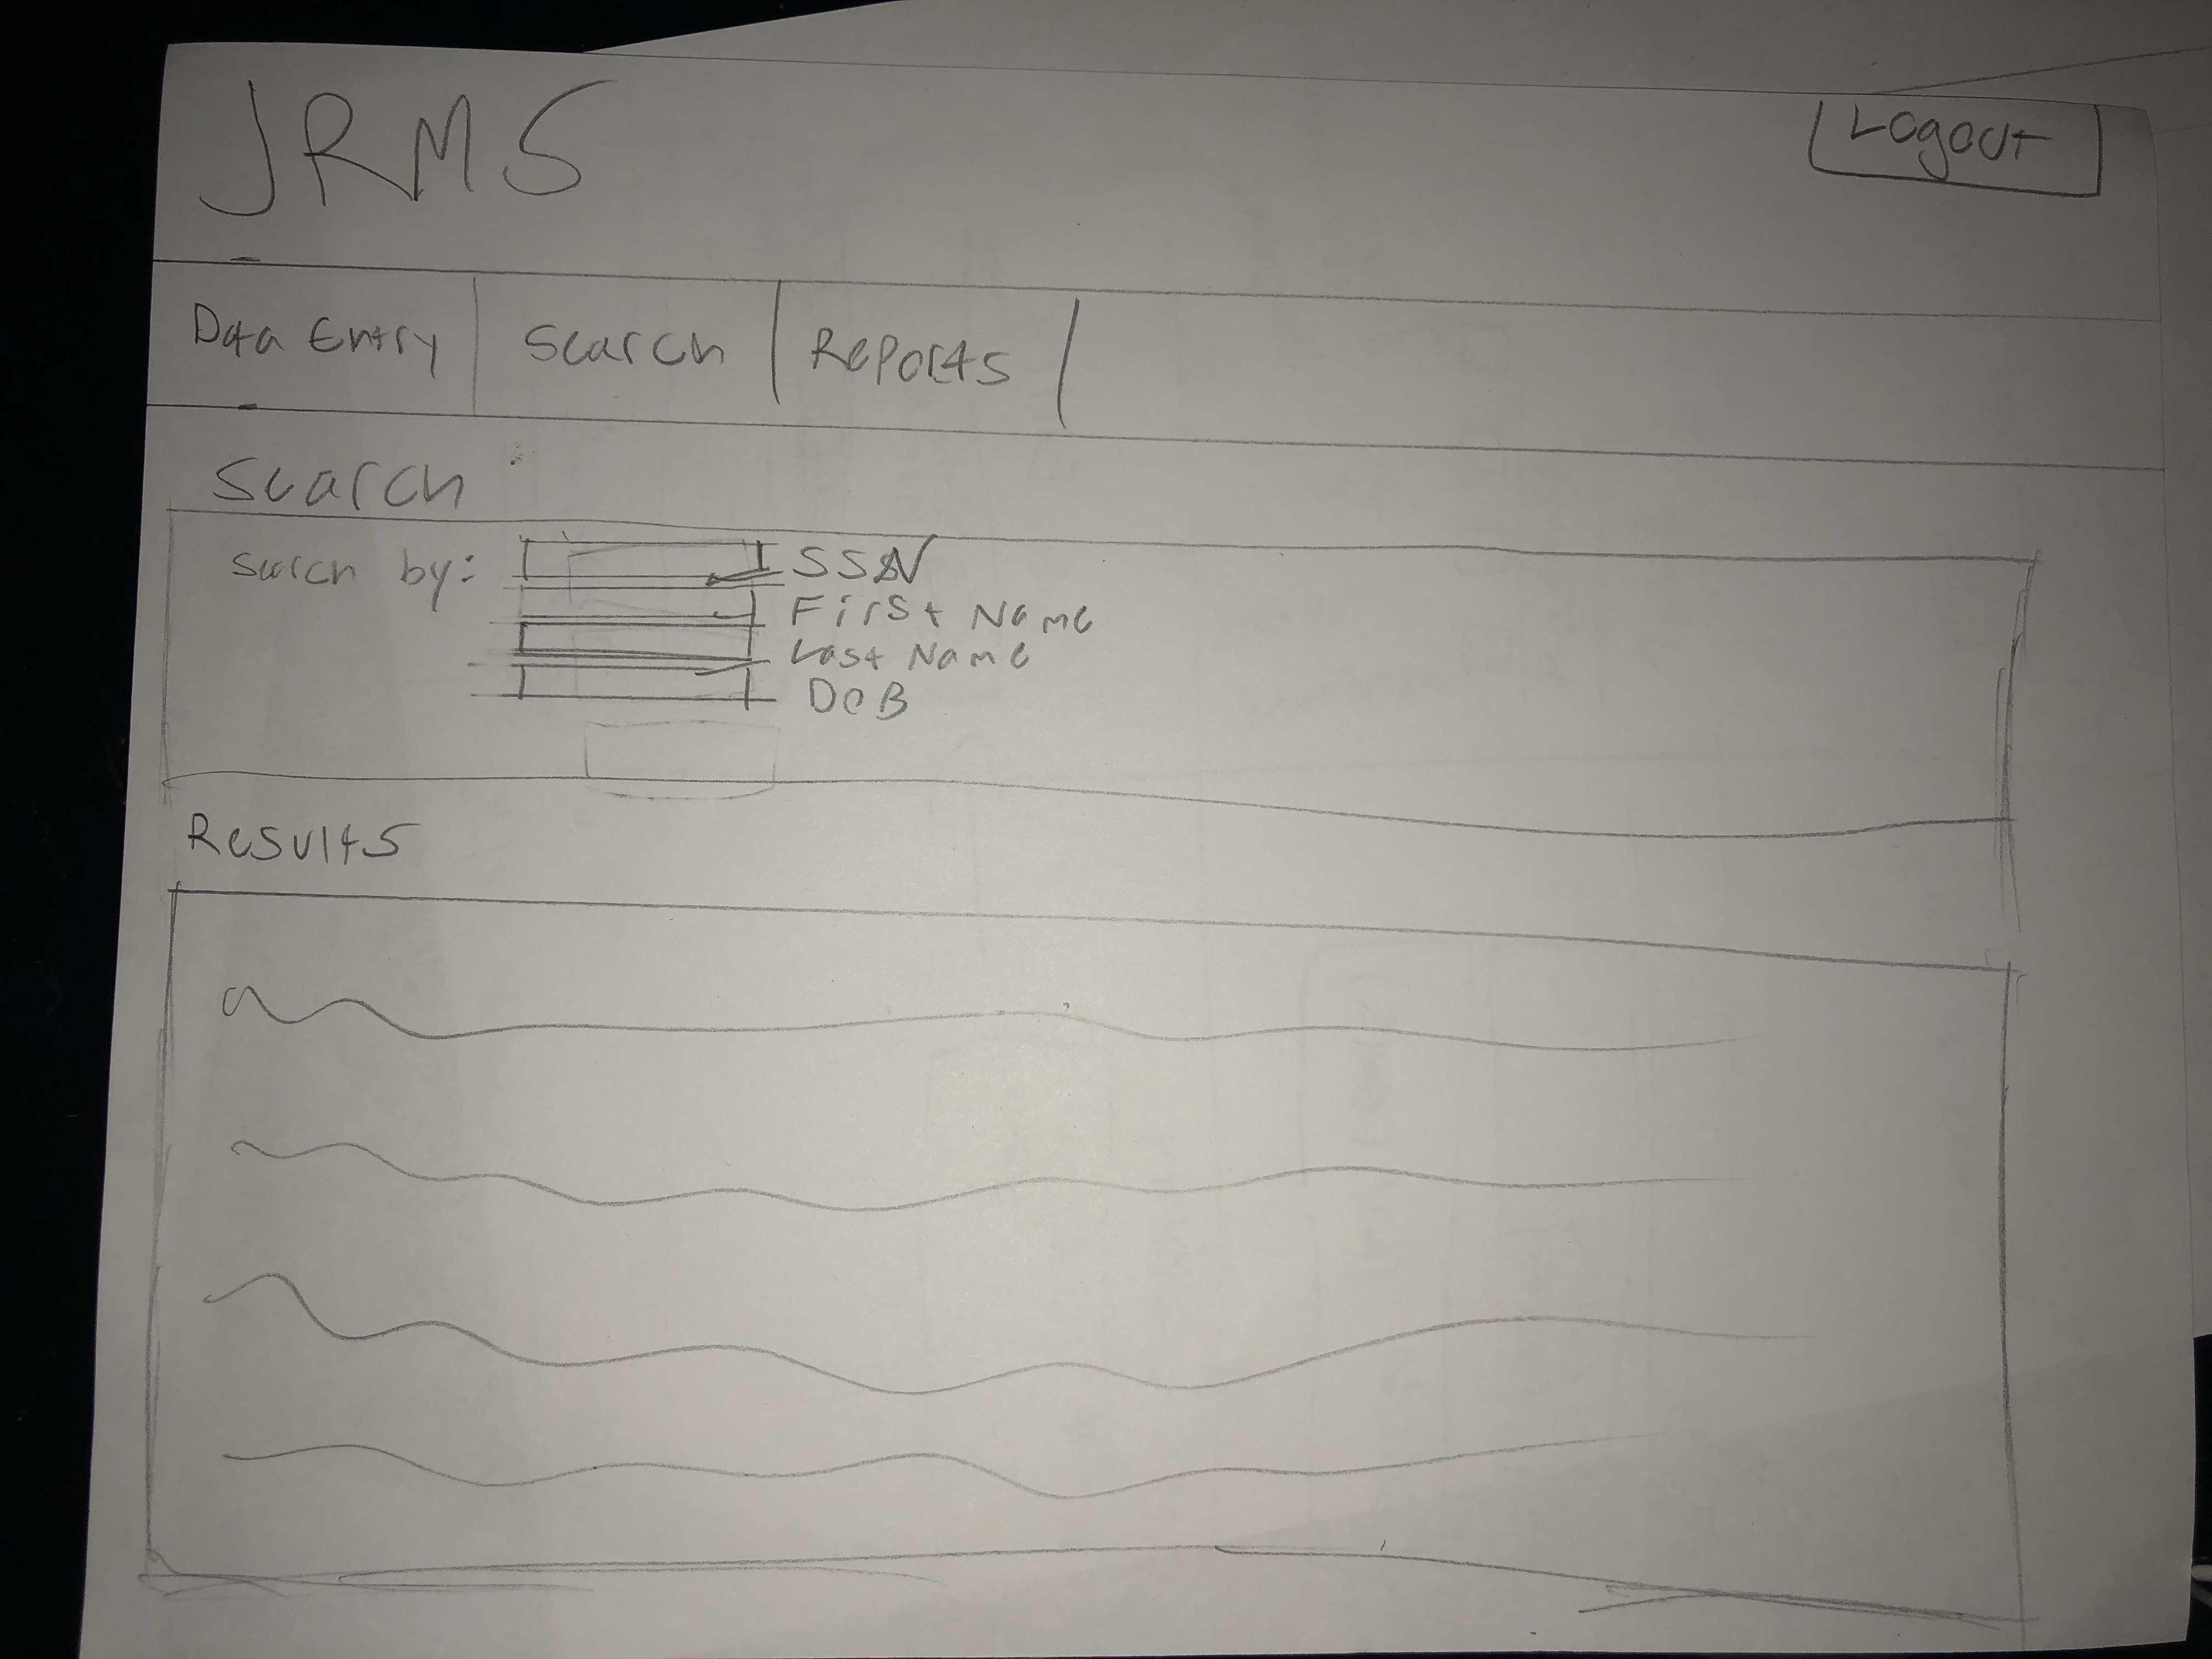 JRMS
Logout
Data Entry
Search
Reports
Search
Search by:
SSN
First Name
Last Name
DOB
Results